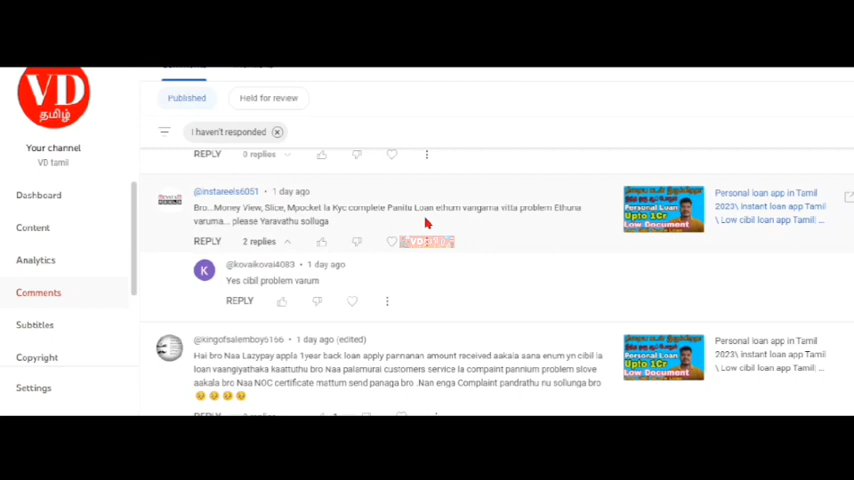 VD
தமிழ்
Your channel
VD tamil
Dashboard
Content
Analytics
Comments
Subtitles
Copyright
Settings
Published
Held for review
I haven't responded
REPLY 0 replies
@instareels6051 • 1 day ago
Bro...Money View, Slice, Mpocket la Kyc complete Panitu Loan ethum vangama vitta problem Ethuna
varuma... please Yaravathu solluga
REPLY 2 replies
K
@kovaikovai4083 • 1 day ago
Yes cibil problem varum
REPLY
@kingofsalemboy5166 • 1 day ago (edited)
Hai bro Naa Lazypay appla 1year back loan apply pannanan amount received aakala aana enum yn cibil la
loan vaangiyathaka kaattuthu bro Naa palamurai customers service la compaint pannium problem slove
aakala bro Naa NOC certificate mattum send panaga bro .Nan enga Complaint pandrathu nu sollunga bro
Personal Loan
Upto 1Cr
Low Document
Personal loan app in Tamil
2023\ instant loan app Tamil
\ Low cibil loan app Tamil| ...
Personal Loan
Upto 1Cr
Low Document
Personal loan app in Tamil
2023\ instant loan app Tamil
\ Low cibil loan app Tamil| ...